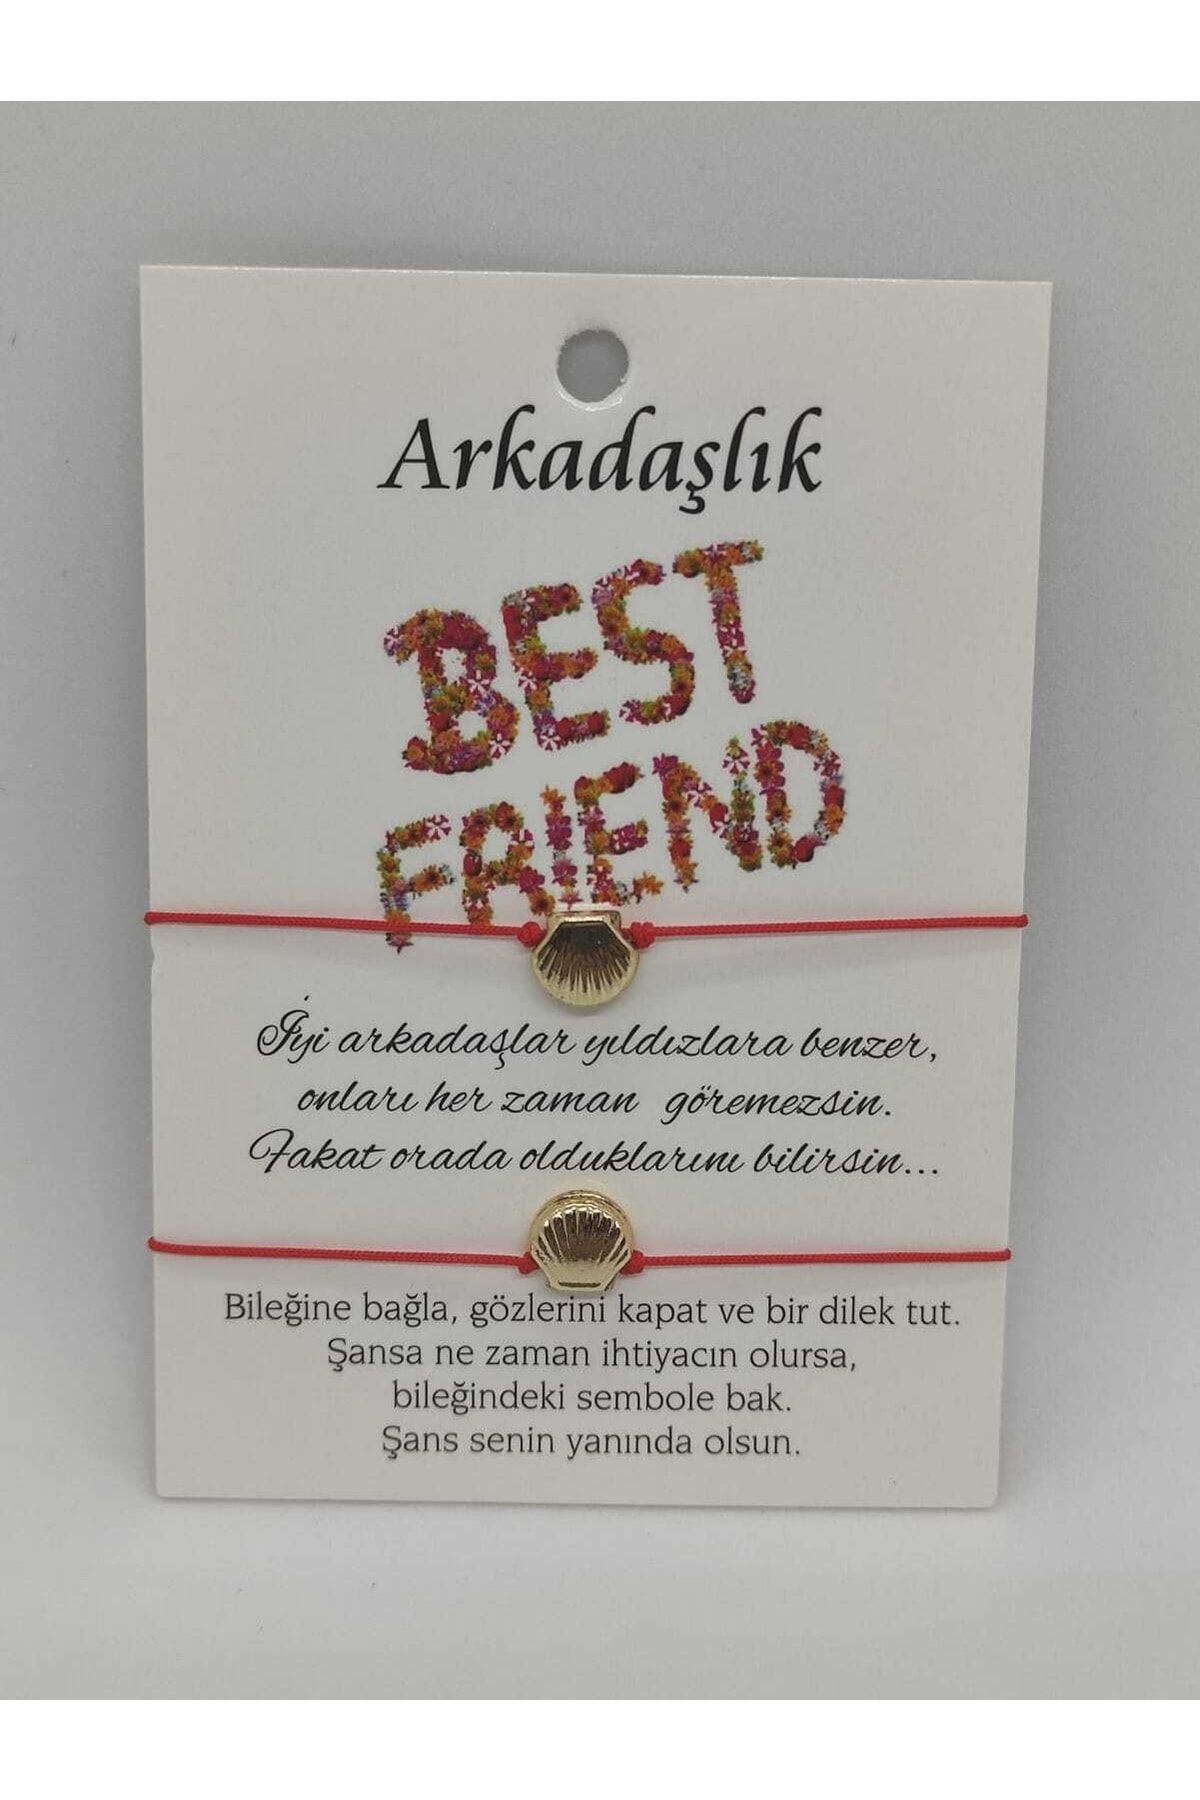 Arkadaşlık
BEST
FRIEND
İyi arkadaşlar yıldızlara benzer,
onları her zaman göremezsin.
Fakat orada olduklarını bilirsin...
Bileğine bağla, gözlerini kapat ve bir dilek tut.
Şansa ne zaman ihtiyacın olursa,
bileğindeki sembole bak.
Şans senin yanında olsun.